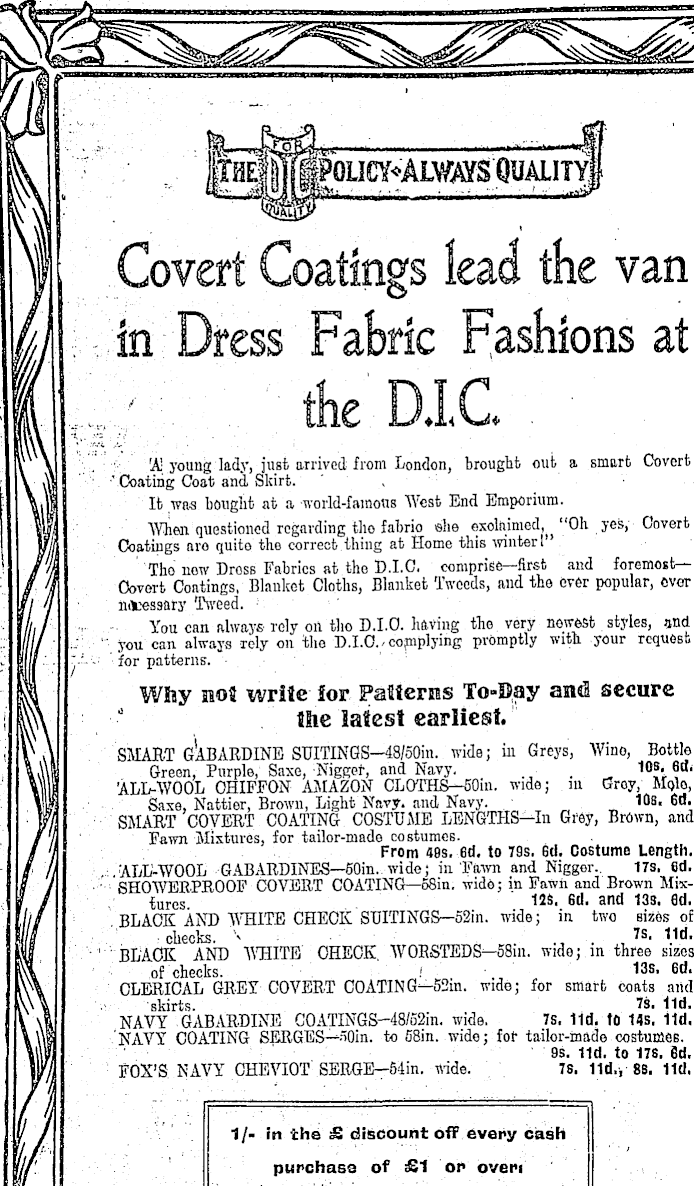 FOR
THE DIC POLICY ALWAYS QUALITY
QUALITY
Covert Coatings lead the van
in Dress Fabric Fashions at
the D.I.C.
A young lady, just arrived from London, brought out a smart Covert
Coating Coat and Skirt.
It was bought at a world-famous West End Emporium.
When questioned regarding the fabric she exclaimed, "Oh yes, Covert
Coatings are quite the correct thing at Home this winter!"
The new Dress Fabrics at the D.I.C. comprise—first and foremost—
Covert Coatings, Blanket Cloths, Blanket Tweeds, and the ever popular, ever
necessary Tweed.
You can always rely on the D.I.C. having the very newest styles, and
you can always rely on the D.I.C. complying promptly with your request
for patterns.
Why not write for Patterns To-Day and secure
the latest earliest.
SMART GABARDINE SUITINGS—48/50in. wide; in Greys, Wine, Bottle
Green, Purple, Saxe, Nigger, and Navy. 10s. 6d.
ALL-WOOL CHIFFON AMAZON CLOTHS—50in. wide; in Grey, Mole,
Saxe, Nattier, Brown, Light Navy. and Navy. 10s. 6d.
SMART COVERT COATING COSTUME LENGTHS—In Grey, Brown, and
Fawn Mixtures, for tailor-made costumes.
From 49s. 6d. to 79s. 6d. Costume Length.
ALL-WOOL GABARDINES—50in. wide; in Fawn and Nigger. 17s. 6d.
SHOWERPROOF COVERT COATING—58in. wide; in Fawn and Brown Mix-
tures. 12s. 6d. and 13s. 6d.
BLACK AND WHITE CHECK SUITINGS—52in. wide; in two sizes of
checks. 7s. 11d.
BLACK AND WHITE CHECK WORSTEDS—58in. wide; in three sizes
of checks. 13s. 6d.
CLERICAL GREY COVERT COATING—52in. wide; for smart coats and
skirts. 7s. 11d.
NAVY GABARDINE COATINGS—48/52in. wide. 7s. 11d. to 14s. 11d.
NAVY COATING SERGES—50in. to 58in. wide; for tailor-made costumes.
9s. 11d. to 17s. 6d.
FOX'S NAVY CHEVIOT SERGE—54in. wide. 7s. 11d., 8s. 11d.
1/- in the £ discount off every cash
purchase of £1 or over.